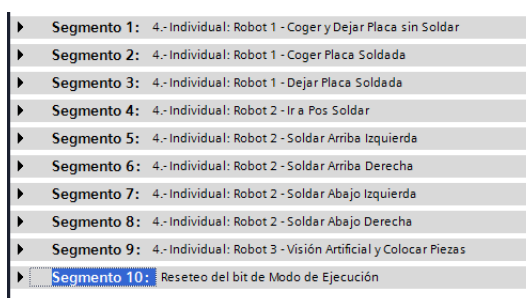 Segmento 1: 4.- Individual: Robot 1 - Coger y Dejar Placa sin Soldar
Segmento 2: 4.- Individual: Robot 1 - Coger Placa Soldada
Segmento 3: 4.- Individual: Robot 1 - Dejar Placa Soldada
Segmento 4: 4.- Individual: Robot 2 - Ir a Pos Soldar
Segmento 5: 4.- Individual: Robot 2 - Soldar Arriba Izquierda
Segmento 6: 4.- Individual: Robot 2 - Soldar Arriba Derecha
Segmento 7: 4.- Individual: Robot 2 - Soldar Abajo Izquierda
Segmento 8: 4.- Individual: Robot 2 - Soldar Abajo Derecha
Segmento 9: 4.- Individual: Robot 3 - Visión Artificial y Colocar Piezas
Segmento 10: Reseteo del bit de Modo de Ejecución